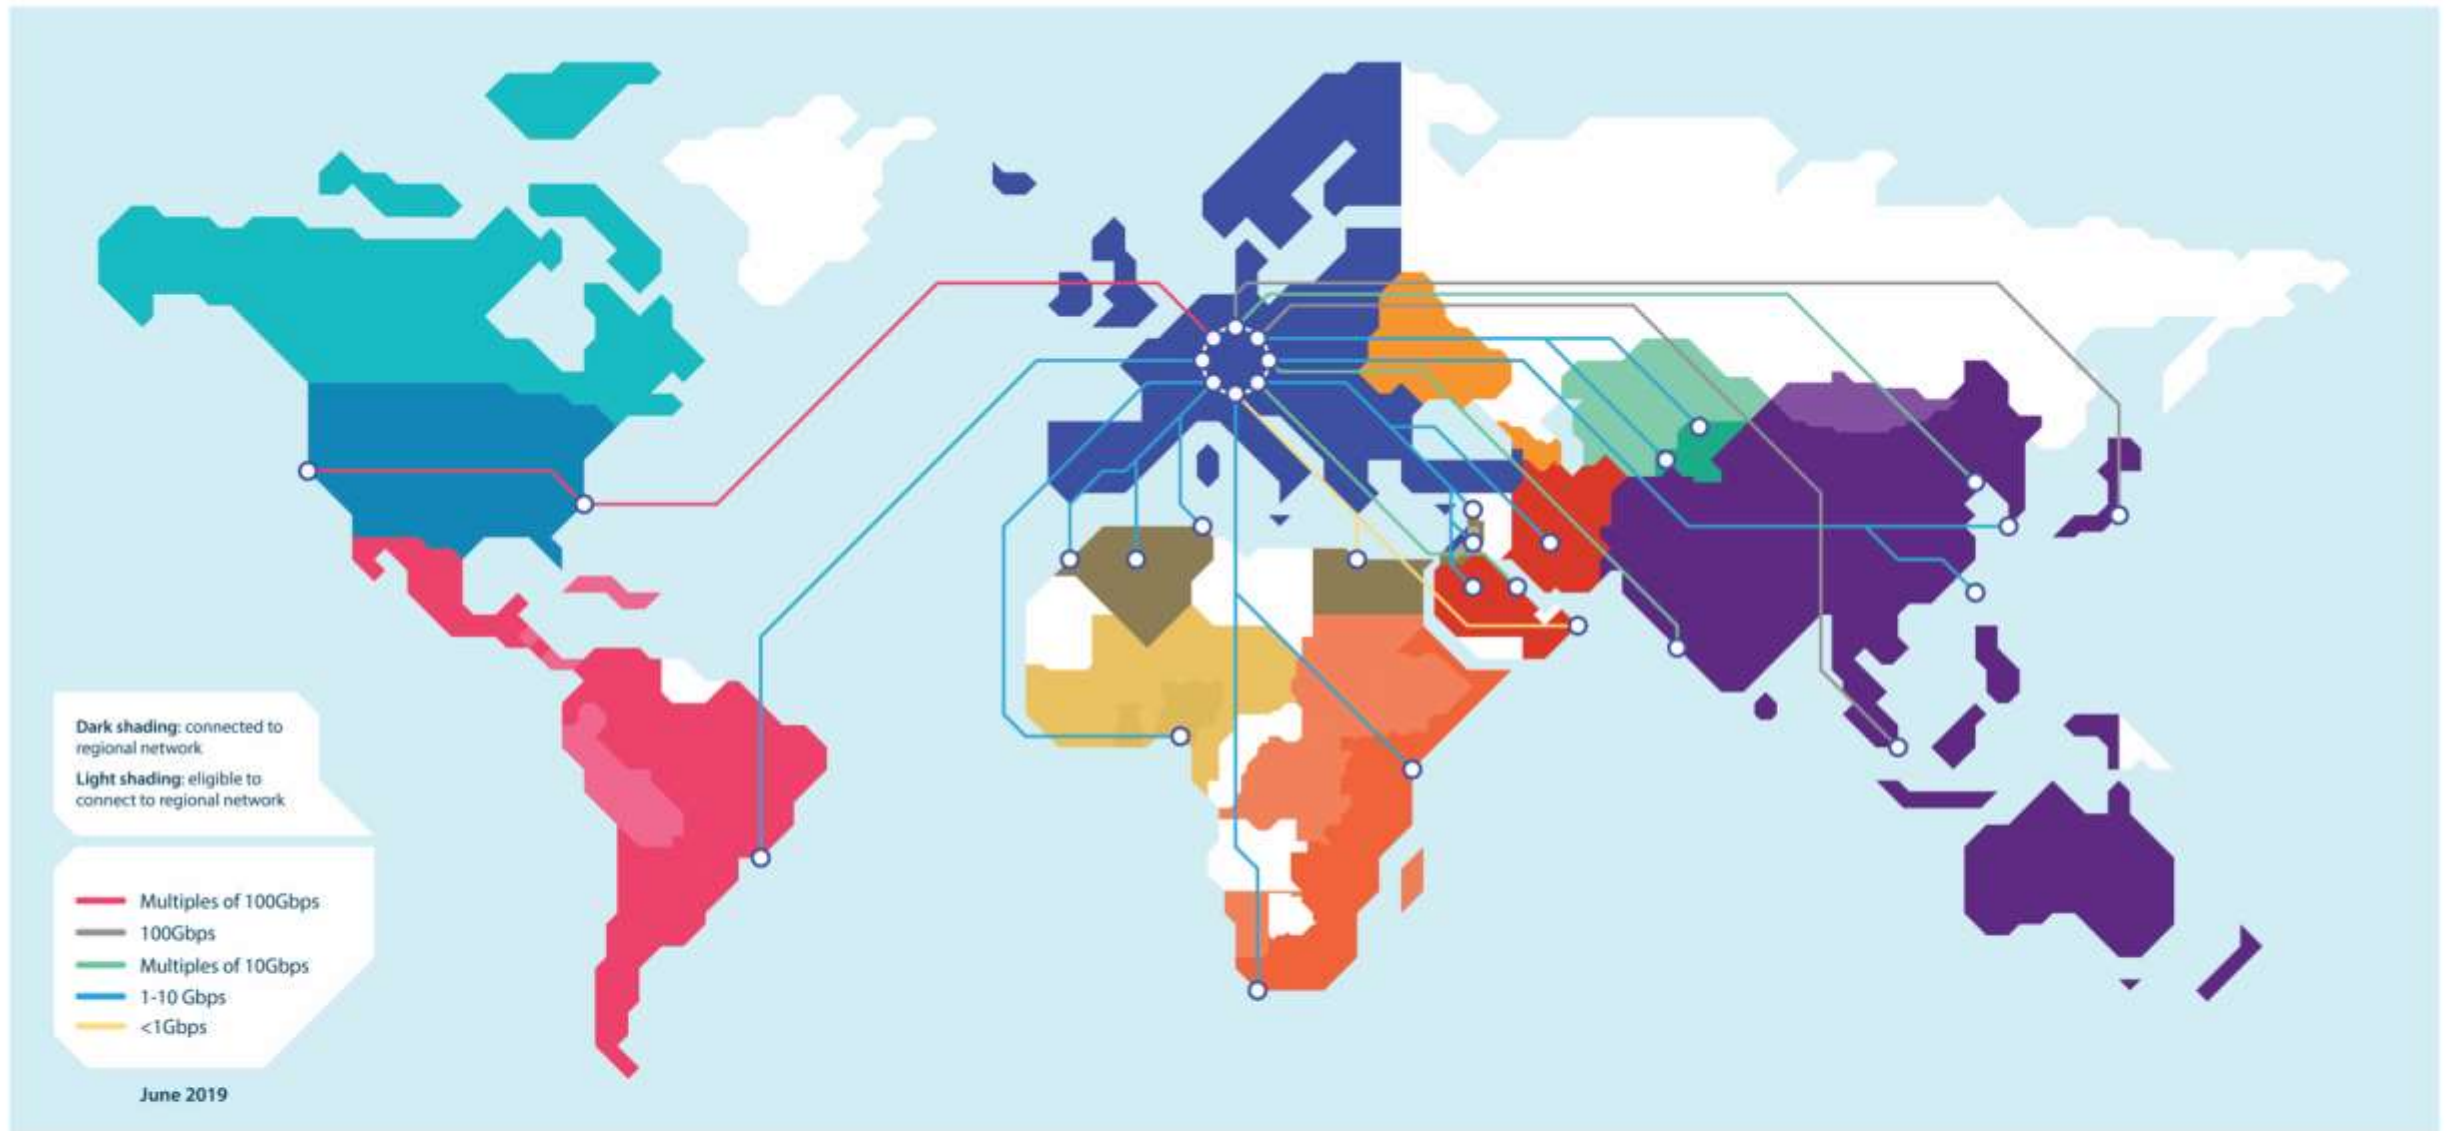 Dark shading: connected to
regional network
Light shading: eligible to
connect to regional network
Multiples of 100Gbps
100Gbps
Multiples of 10Gbps
1-10 Gbps
<1Gbps
June 2019